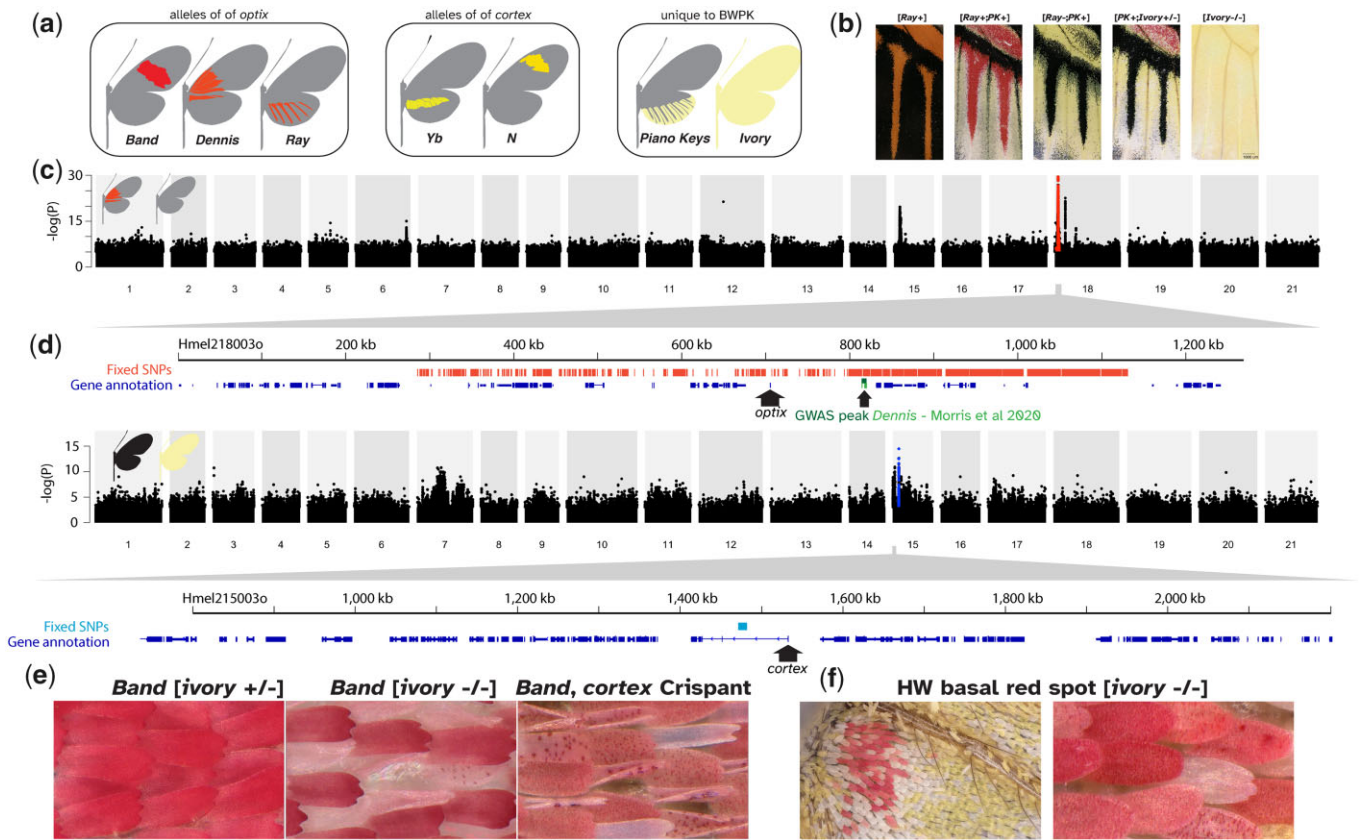 (a)
alleles of of optix
alleles of of cortex
unique to BWPK
Band Dennis Ray
Yb N
Piano Keys Ivory
(b)
[Ray+] [Ray+;PK+] [Ray-;PK+] [PK+;Ivory+/-] [Ivory-/-]
(c)
30
15
0
-log(P)
1 2 3 4 5 6 7 8 9 10 11 12 13 14 15 16 17 18 19 20 21
(d)
Hmel218003o 200 kb 400 kb 600 kb 800 kb 1,000 kb 1,200 kb
Fixed SNPs
Gene annotation
optix
GWAS peak Dennis - Morris et al 2020
15
10
5
0
-log(P)
1 2 3 4 5 6 7 8 9 10 11 12 13 14 15 16 17 18 19 20 21
Hmel215003o 1,000 kb 1,200 kb 1,400 kb 1,600 kb 1,800 kb 2,000 kb
Fixed SNPs
Gene annotation
cortex
(e)
Band [ivory +/-] Band [ivory -/-] Band, cortex Crispant
(f)
HW basal red spot [ivory -/-]